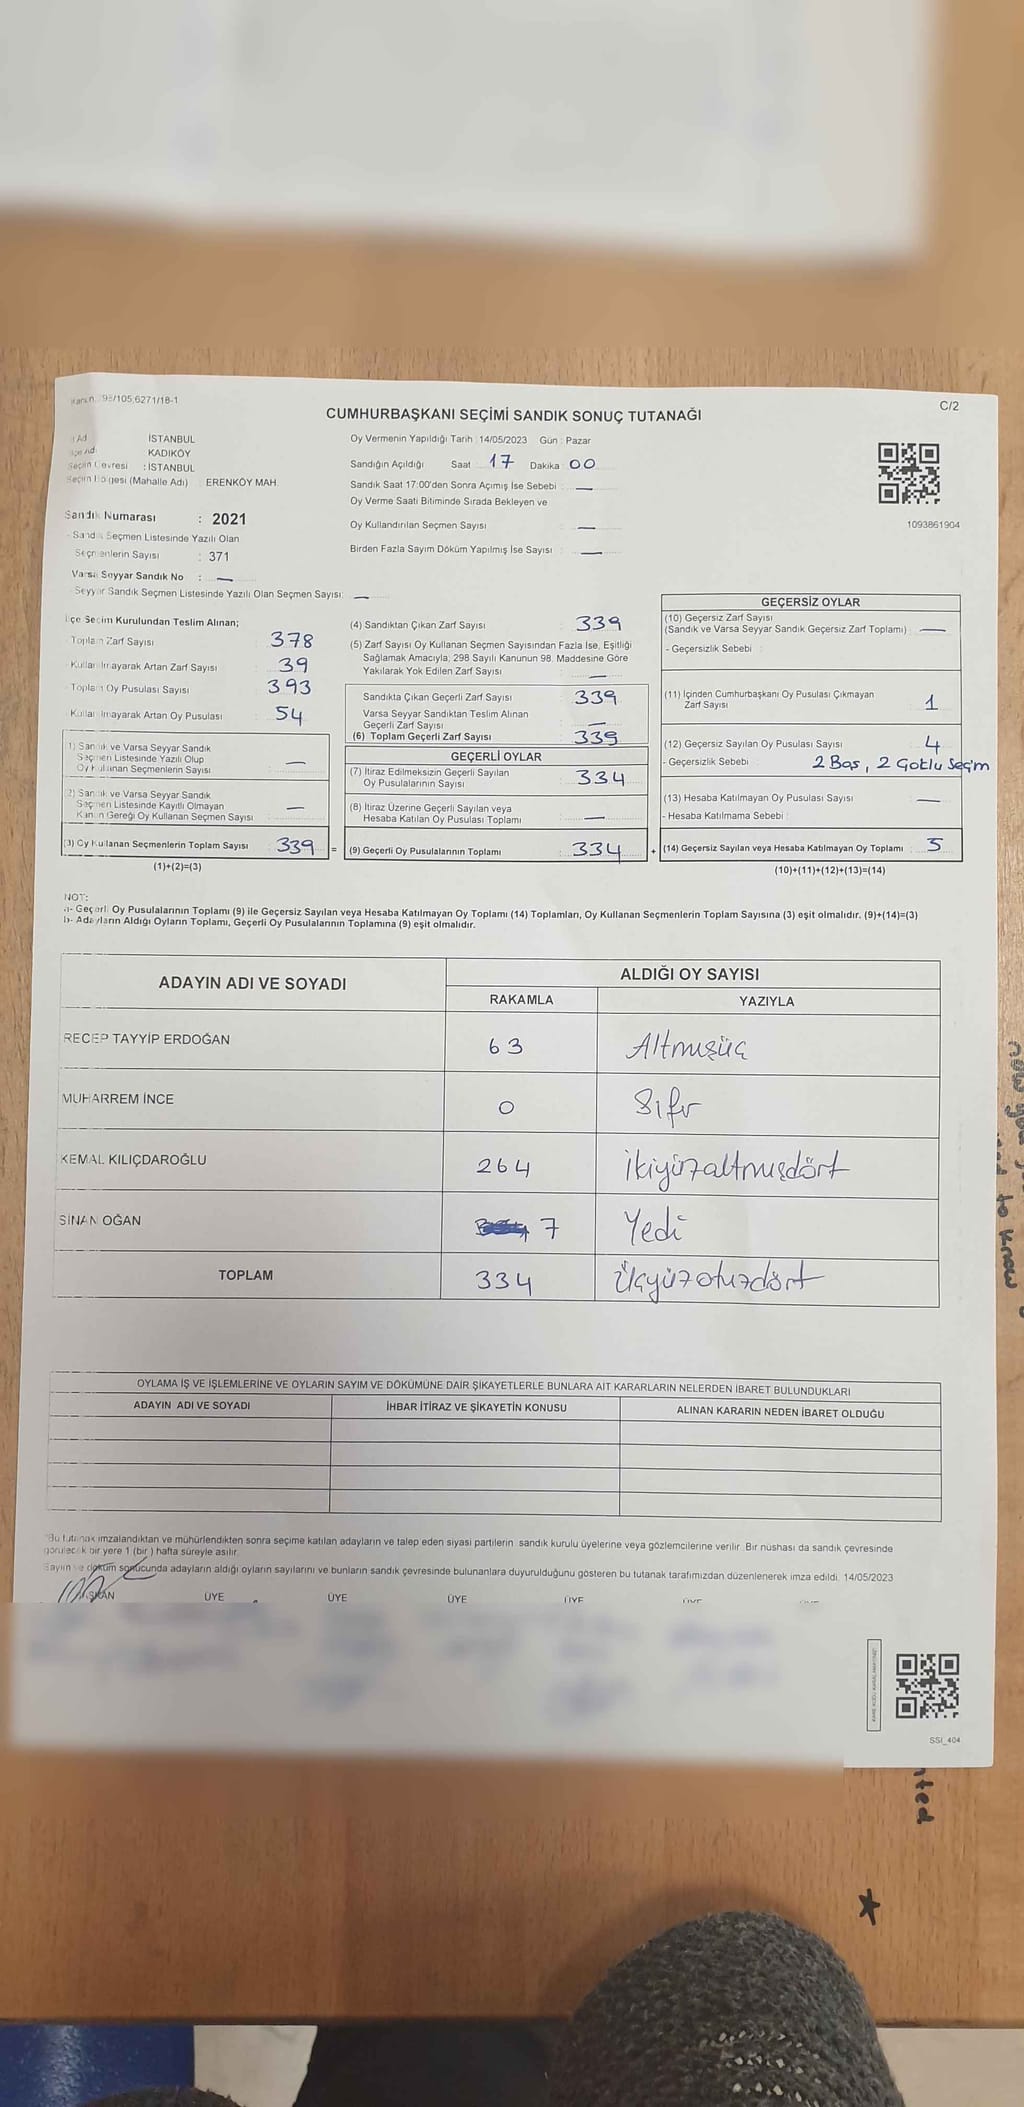 93/105,6271/18-1
C/2
CUMHURBAŞKANI SEÇİMİ SANDIK SONUÇ TUTANAĞI
Adı İSTANBUL
KADIKÖY
Seçim Çevresi : İSTANBUL
Seçim Bölgesi (Mahalle Adı) : ERENKÖY MAH.
Sandık Numarası : 2021
- Sandık Seçmen Listesinde Yazılı Olan
Seçmenlerin Sayısı : 371
Varsa Seyyar Sandık No : —
- Seyyar Sandık Seçmen Listesinde Yazılı Olan Seçmen Sayısı: —
Oy Vermenin Yapıldığı Tarih : 14/05/2023 Gün : Pazar
Sandığın Açıldığı Saat 17 Dakika 00
Sandık Saat 17:00'den Sonra Açımış İse Sebebi : —
Oy Verme Saati Bitiminde Sırada Bekleyen ve
Oy Kullandırılan Seçmen Sayısı : —
Birden Fazla Sayım Döküm Yapılmış İse Sayısı : —
1093861904
İlçe Seçim Kurulundan Teslim Alınan;
- Toplam Zarf Sayısı : 378
- Kullanılmayarak Artan Zarf Sayısı : 39
- Toplam Oy Pusulası Sayısı : 393
- Kullanılmayarak Artan Oy Pusulası : 54
1) Sandık ve Varsa Seyyar Sandık
Seçmen Listesinde Yazılı Olup
Oy Kullanan Seçmenlerin Sayısı —
2) Sandık ve Varsa Seyyar Sandık
Seçmen Listesinde Kayıtlı Olmayan
Kanun Gereği Oy Kullanan Seçmen Sayısı —
(3) Oy Kullanan Seçmenlerin Toplam Sayısı 339 =
(1)+(2)=(3)
(4) Sandıktan Çıkan Zarf Sayısı : 339
(5) Zarf Sayısı Oy Kullanan Seçmen Sayısından Fazla İse, Eşitliği
Sağlamak Amacıyla; 298 Sayılı Kanunun 98. Maddesine Göre
Yakılarak Yok Edilen Zarf Sayısı : —
Sandıkta Çıkan Geçerli Zarf Sayısı : 339
Varsa Seyyar Sandıktan Teslim Alınan
Geçerli Zarf Sayısı : —
(6) Toplam Geçerli Zarf Sayısı : 339
GEÇERLİ OYLAR
(7) İtiraz Edilmeksizin Geçerli Sayılan
Oy Pusulalarının Sayısı : 334
(8) İtiraz Üzerine Geçerli Sayılan veya
Hesaba Katılan Oy Pusulası Toplamı : —
(9) Geçerli Oy Pusulalarının Toplamı : 334 +
GEÇERSİZ OYLAR
(10) Geçersiz Zarf Sayısı
(Sandık ve Varsa Seyyar Sandık Geçersiz Zarf Toplamı) : —
- Geçersizlik Sebebi :
(11) İçinden Cumhurbaşkanı Oy Pusulası Çıkmayan
Zarf Sayısı : 1
(12) Geçersiz Sayılan Oy Pusulası Sayısı : 4
- Geçersizlik Sebebi : 2 Boş, 2 Çoklu Seçim
(13) Hesaba Katılmayan Oy Pusulası Sayısı : —
- Hesaba Katılmama Sebebi :
(14) Geçersiz Sayılan veya Hesaba Katılmayan Oy Toplamı : 5
(10)+(11)+(12)+(13)=(14)
NOT:
a- Geçerli Oy Pusulalarının Toplamı (9) ile Geçersiz Sayılan veya Hesaba Katılmayan Oy Toplamı (14) Toplamları, Oy Kullanan Seçmenlerin Toplam Sayısına (3) eşit olmalıdır. (9)+(14)=(3)
b- Adayların Aldığı Oyların Toplamı, Geçerli Oy Pusulalarının Toplamına (9) eşit olmalıdır.
ADAYIN ADI VE SOYADI
ALDIĞI OY SAYISI
RAKAMLA YAZIYLA
RECEP TAYYİP ERDOĞAN 63 Altmışüç
MUHARREM İNCE 0 Sıfır
KEMAL KILIÇDAROĞLU 264 İkiyüzaltmışdört
SİNAN OĞAN 7 Yedi
TOPLAM 334 Üçyüzotuzdört
OYLAMA İŞ VE İŞLEMLERİNE VE OYLARIN SAYIM VE DÖKÜMÜNE DAİR ŞİKAYETLERLE BUNLARA AİT KARARLARIN NELERDEN İBARET BULUNDUKLARI
ADAYIN ADI VE SOYADI İHBAR İTİRAZ VE ŞİKAYETİN KONUSU ALINAN KARARIN NEDEN İBARET OLDUĞU
*Bu tutanak imzalandıktan ve mühürlendikten sonra seçime katılan adayların ve talep eden siyasi partilerin sandık kurulu üyelerine veya gözlemcilerine verilir. Bir nüshası da sandık çevresinde
görülecek bir yere 1 (bir) hafta süreyle asılır.
Sayım ve döküm sonucunda adayların aldığı oyların sayılarını ve bunların sandık çevresinde bulunanlara duyurulduğunu gösteren bu tutanak tarafımızdan düzenlenerek imza edildi. 14/05/2023
BAŞKAN ÜYE ÜYE ÜYE ÜYE
SSI_404